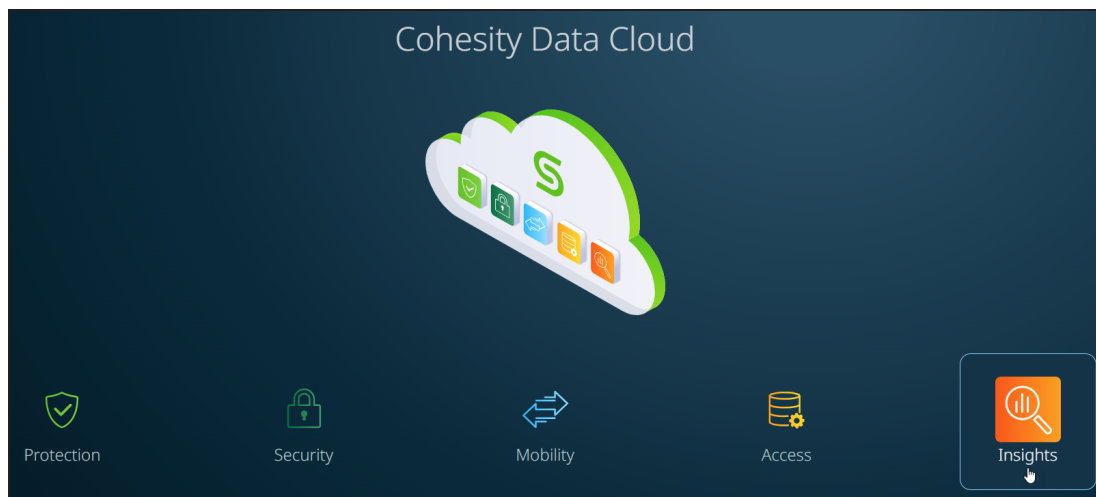 Cohesity Data Cloud
Protection
Security
Mobility
Access
Insights